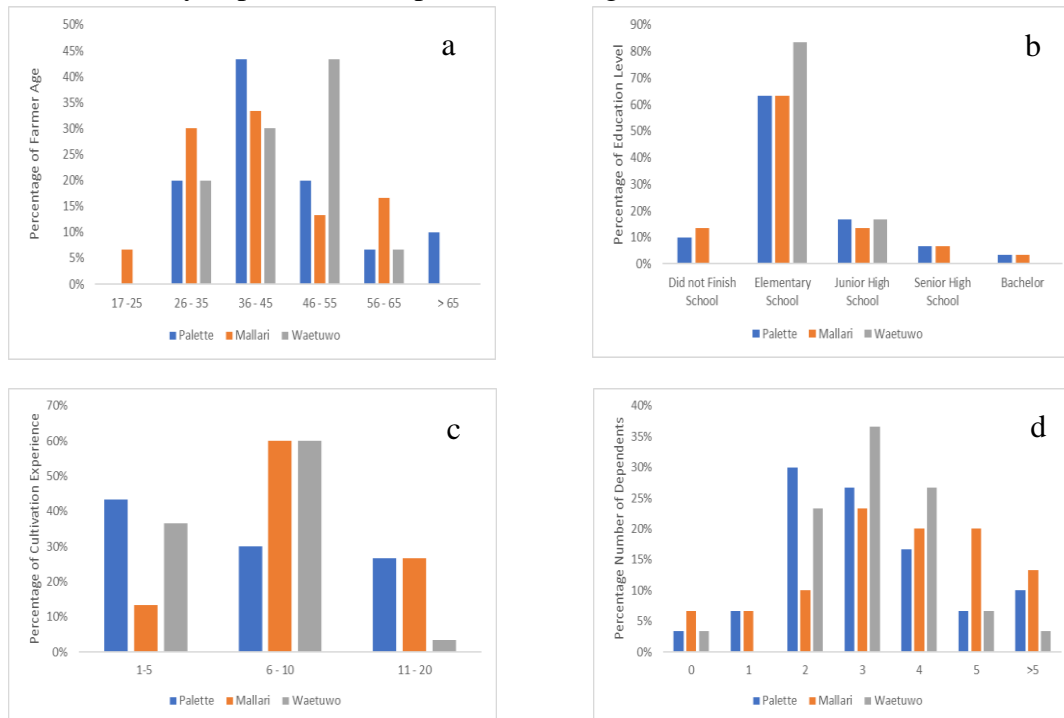 50%
45%
40%
35%
30%
25%
20%
15%
10%
5%
0%
Percentage of Farmer Age
a
17 -25 26 - 35 36 - 45 46 - 55 56 - 65 > 65
Palette Mallari Waetuwo
90%
80%
70%
60%
50%
40%
30%
20%
10%
0%
Percentage of Education Level
b
Did not Finish School Elementary School Junior High School Senior High School Bachelor
Palette Mallari Waetuwo
70%
60%
50%
40%
30%
20%
10%
0%
Percentage of Cultivation Experience
c
1-5 6 - 10 11 - 20
Palette Mallari Waetuwo
40%
35%
30%
25%
20%
15%
10%
5%
0%
Percentage Number of Dependents
d
0 1 2 3 4 5 >5
Palette Mallari Waetuwo